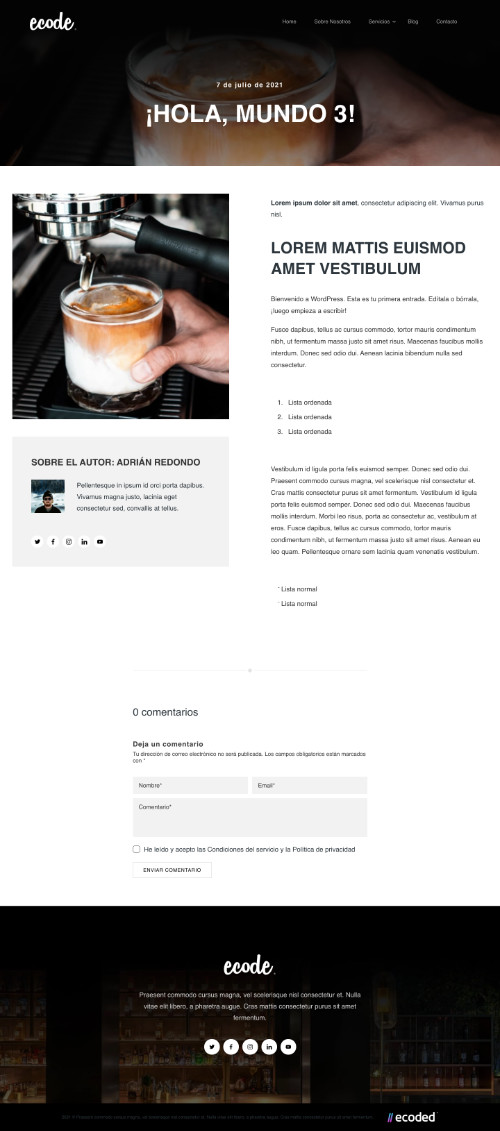 ecode.
Home Sobre Nosotros Servicios Blog Contacto
7 de julio de 2021
¡HOLA, MUNDO 3!
SOBRE EL AUTOR: ADRIÁN REDONDO
Pellentesque in ipsum id orci porta dapibus.
Vivamus magna justo, lacinia eget
consectetur sed, convallis at tellus.
Lorem ipsum dolor sit amet, consectetur adipiscing elit. Vivamus purus
nisi.
LOREM MATTIS EUISMOD
AMET VESTIBULUM
Bienvenido a WordPress. Esta es tu primera entrada. Edítala o bórrala,
¡luego empieza a escribir!
Fusce dapibus, tellus ac cursus commodo, tortor mauris condimentum
nibh, ut fermentum massa justo sit amet risus. Maecenas faucibus mollis
interdum. Donec sed odio dui. Aenean lacinia bibendum nulla sed
consectetur.
1. Lista ordenada
2. Lista ordenada
3. Lista ordenada
Vestibulum id ligula porta felis euismod semper. Donec sed odio dui.
Praesent commodo cursus magna, vel scelerisque nisl consectetur et.
Cras mattis consectetur purus sit amet fermentum. Vestibulum id ligula
porta felis euismod semper. Donec sed odio dui. Maecenas faucibus
mollis interdum. Morbi leo risus, porta ac consectetur ac, vestibulum at
eros. Fusce dapibus, tellus ac cursus commodo, tortor mauris
condimentum nibh, ut fermentum massa justo sit amet risus. Aenean eu
leo quam. Pellentesque ornare sem lacinia quam venenatis vestibulum.
* Lista normal
* Lista normal
0 comentarios
Deja un comentario
Tu dirección de correo electrónico no será publicada. Los campos obligatorios están marcados
con *
Nombre* Email*
Comentario*
He leído y acepto las Condiciones del servicio y la Política de privacidad
ENVIAR COMENTARIO
ecode.
Praesent commodo cursus magna, vel scelerisque nisl consectetur et. Nulla
vitae elit libero, a pharetra augue. Cras mattis consectetur purus sit amet
fermentum.
//ecoded